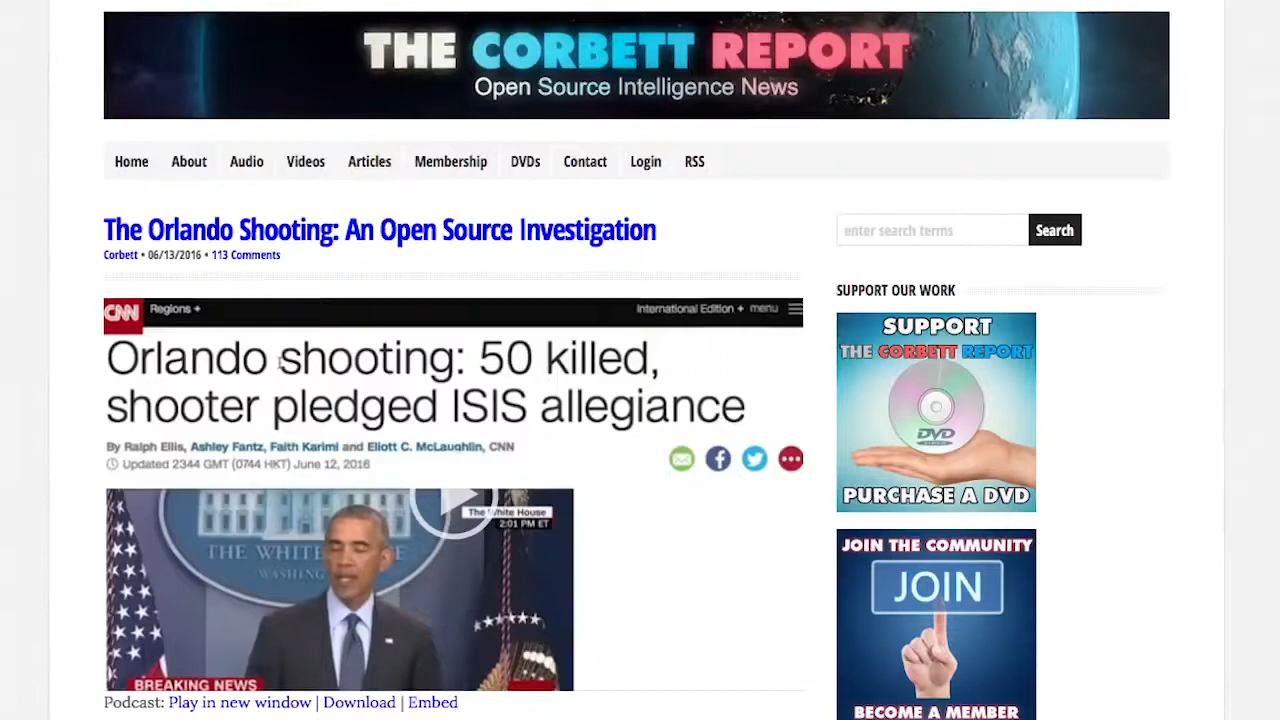 THE CORBETT REPORT
Open Source Intelligence News
Home About Audio Videos Articles Membership DVDs Contact Login RSS
The Orlando Shooting: An Open Source Investigation
Corbett • 06/13/2016 • 113 Comments
enter search terms Search
CNN Regions + International Edition + menu
Orlando shooting: 50 killed,
shooter pledged ISIS allegiance
By Ralph Ellis, Ashley Fantz, Faith Karimi and Eliott C. McLaughlin, CNN
Updated 2344 GMT (0744 HKT) June 12, 2016
The White House
2:01 PM ET
THE WHITE
WASHING
BREAKING NEWS
Podcast: Play in new window | Download | Embed
SUPPORT OUR WORK
SUPPORT
THE CORBETT REPORT
DVD
PURCHASE A DVD
JOIN THE COMMUNITY
JOIN
BECOME A MEMBER